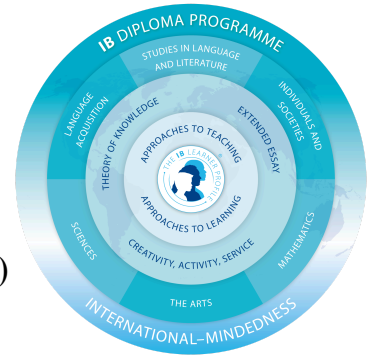 IB DIPLOMA PROGRAMME
STUDIES IN LANGUAGE
AND LITERATURE
LANGUAGE
ACQUISITION
INDIVIDUALS AND
SOCIETIES
THEORY OF KNOWLEDGE
EXTENDED ESSAY
APPROACHES TO TEACHING
THE IB LEARNER PROFILE
APPROACHES TO LEARNING
CREATIVITY, ACTIVITY, SERVICE
SCIENCES
MATHEMATICS
THE ARTS
INTERNATIONAL–MINDEDNESS
)